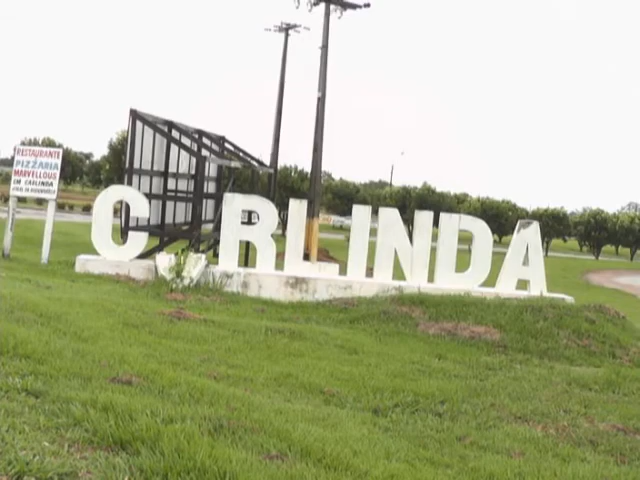 RESTAURANTE
PIZZARIA
MARVELLOUS
EM CARLINDA
C RLINDA